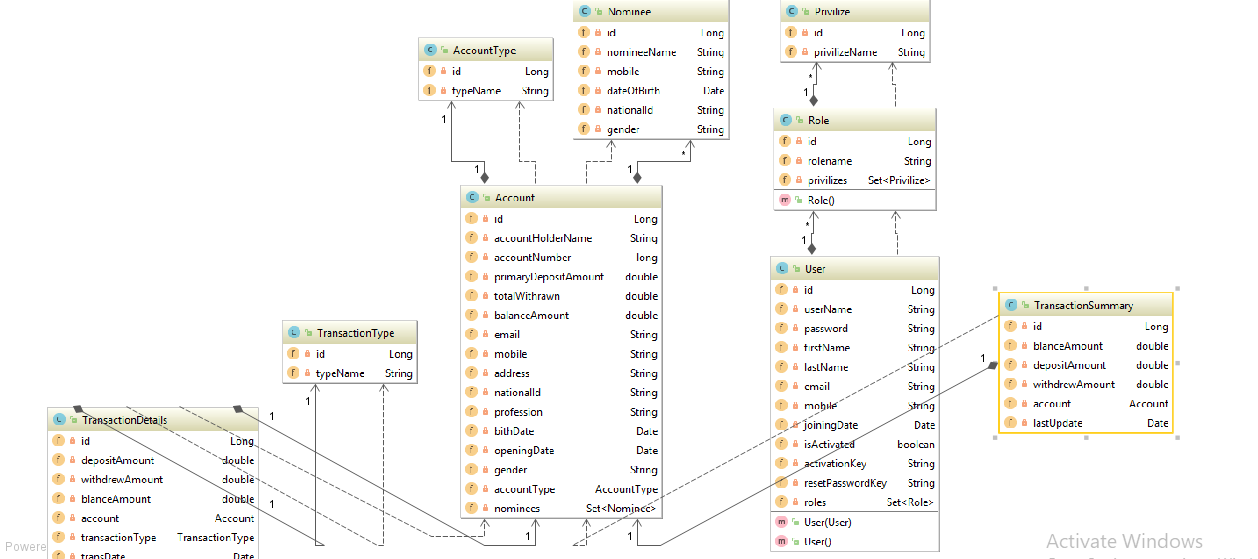 Nominee
id Long
nomineeName String
mobile String
dateOfBirth Date
nationalId String
gender String
Privilize
id Long
privilizeName String
AccountType
id Long
typeName String
1
1
1
*
1
*
Role
id Long
rolename String
privilizes Set<Privilize>
Role()
*
1
Account
id Long
accountHolderName String
accountNumber long
primaryDepositAmount double
totalWithrawn double
balanceAmount double
email String
mobile String
address String
nationalId String
profession String
bithDate Date
openingDate Date
gender String
accountType AccountType
nominees Set<Nominee>
User
id Long
userName String
password String
firstName String
lastName String
email String
mobile String
joiningDate Date
isActivated boolean
activationKey String
resetPasswordKey String
roles Set<Role>
User(User)
User()
TransactionSummary
id Long
blanceAmount double
depositAmount double
withdrewAmount double
account Account
lastUpdate Date
1
TransactionType
id Long
typeName String
1
1
1
1
1
TransactionDetails
id Long
depositAmount double
withdrewAmount double
blanceAmount double
account Account
transactionType TransactionType
transDate Date
Powere
Activate Windows